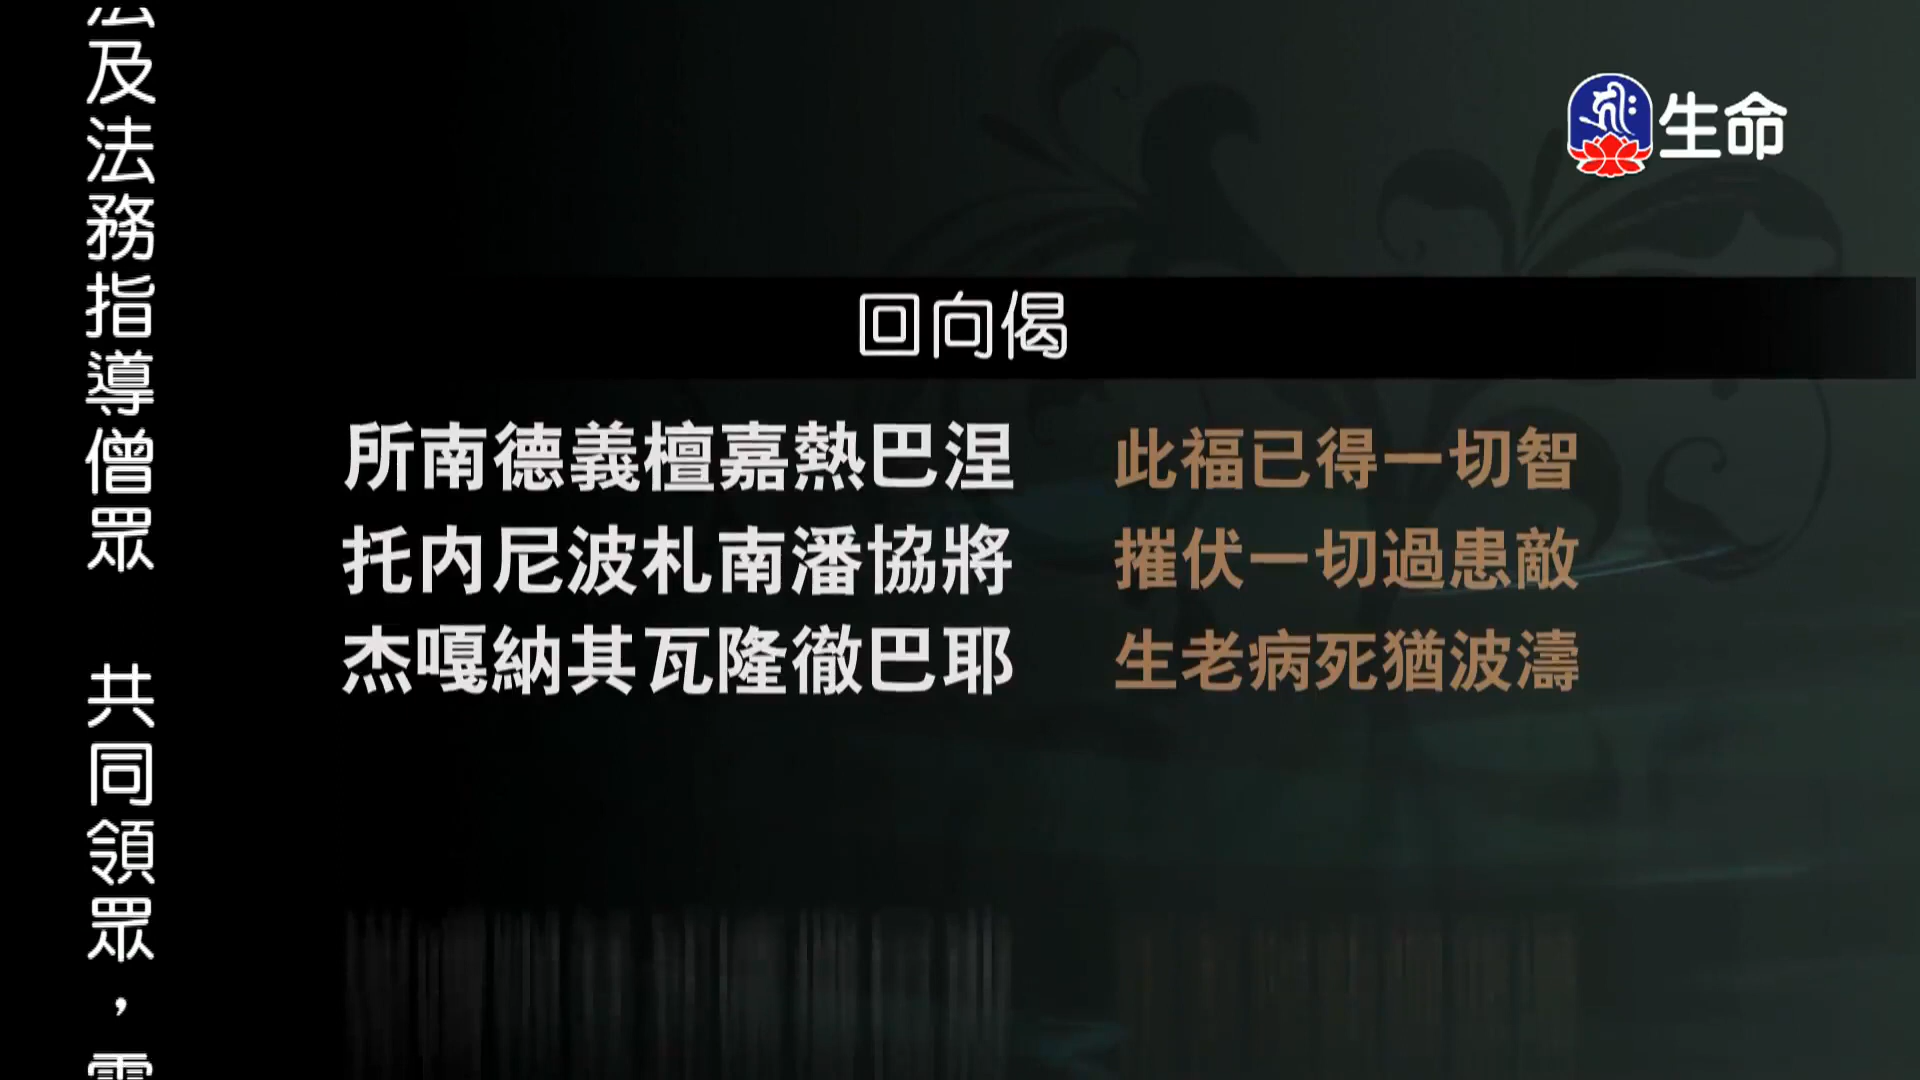 及法務指導僧眾　共同領眾，
生命
回向偈
所南德義檀嘉熱巴涅　此福已得一切智
托內尼波札南潘協將　摧伏一切過患敵
杰嘎納其瓦隆徹巴耶　生老病死猶波濤